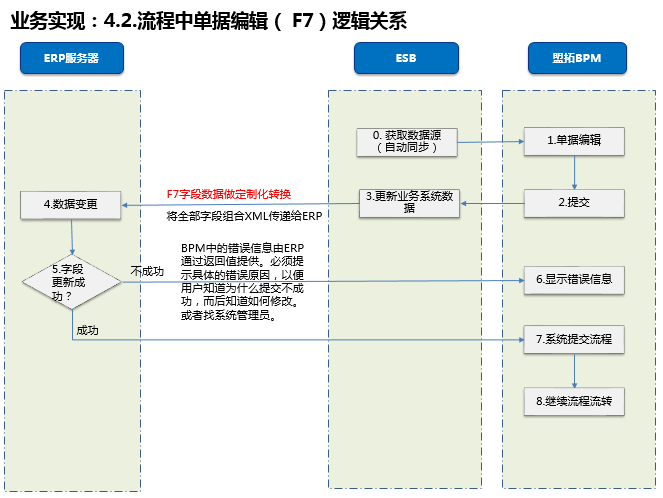 业务实现：4.2.流程中单据编辑（ F7）逻辑关系
ERP服务器
ESB
盟拓BPM
0. 获取数据源
（自动同步）
1.单据编辑
F7字段数据做定制化转换
4.数据变更
3.更新业务系统数
据
2.提交
将全部字段组合XML传递给ERP
5.字段
更新成
功？
不成功
BPM中的错误信息由ERP
通过返回值提供。必须提
示具体的错误原因，以便
用户知道为什么提交不成
功，而后知道如何修改。
或者找系统管理员。
6.显示错误信息
成功
7.系统提交流程
8.继续流程流转